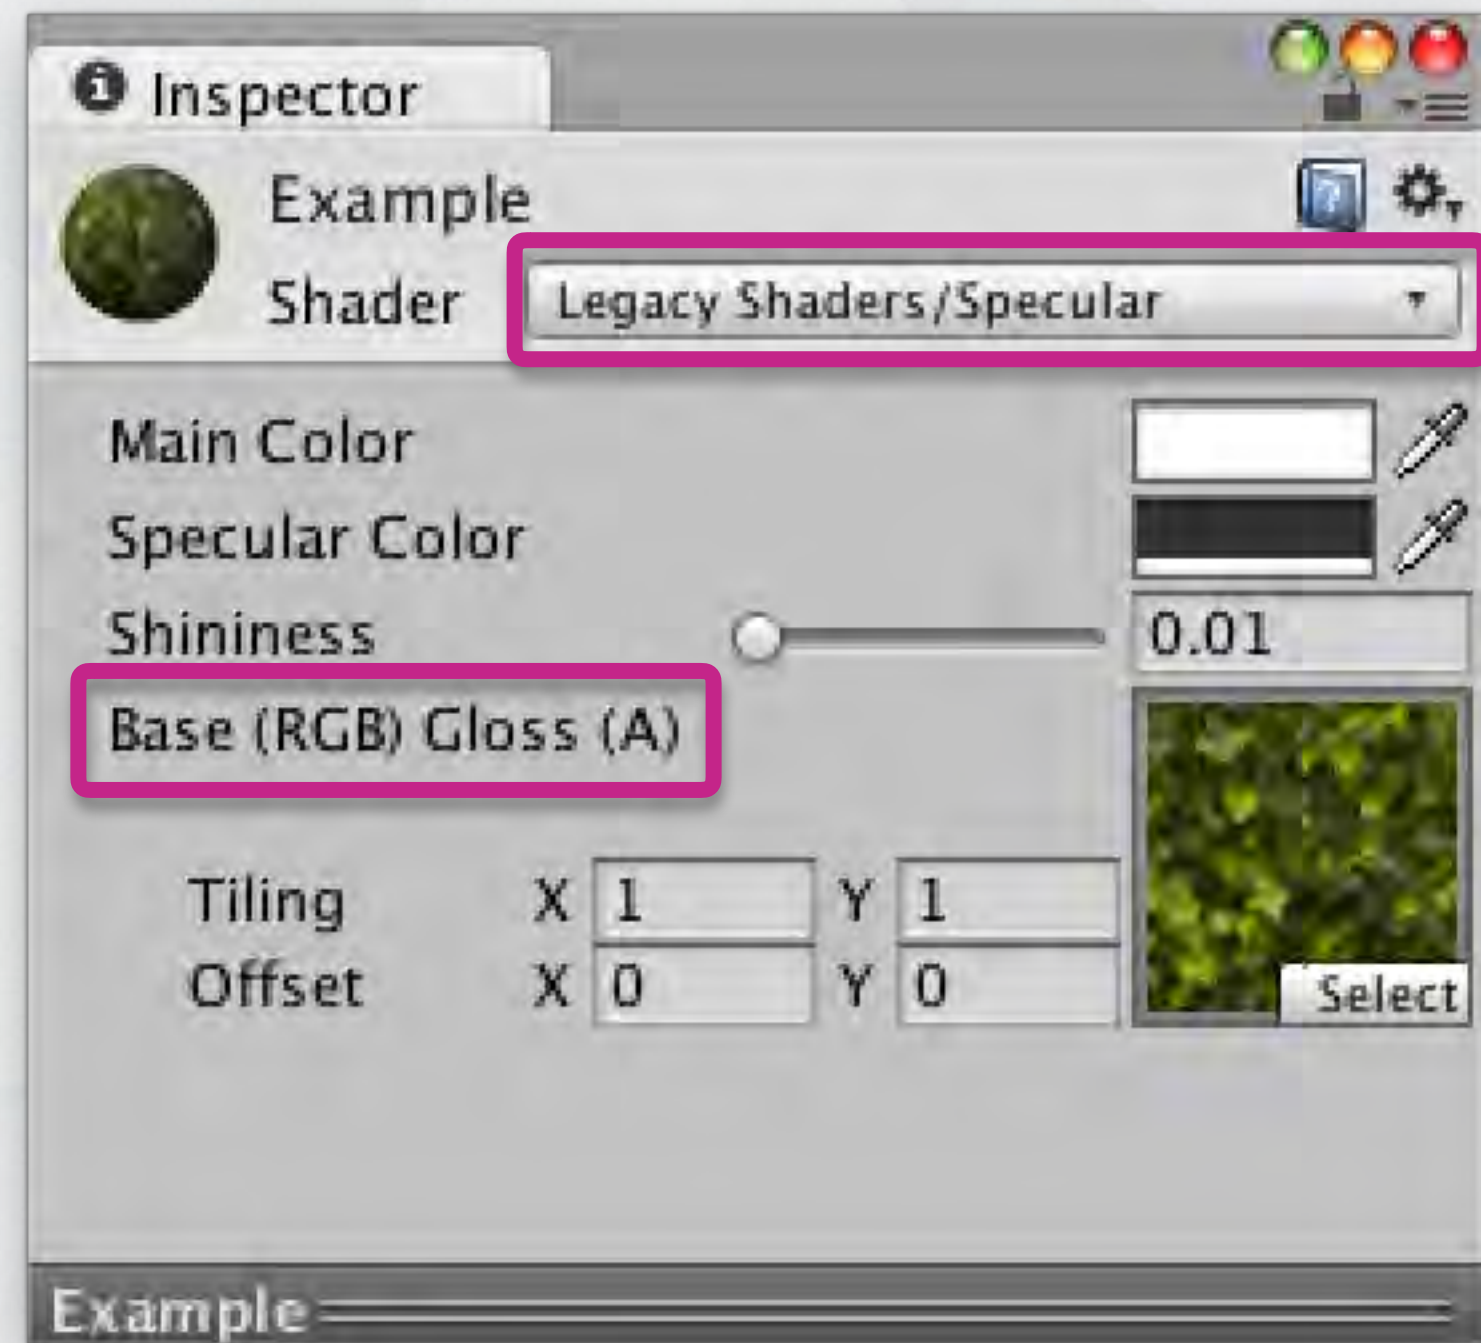 Inspector
Example
Shader Legacy Shaders/Specular
Main Color
Specular Color
Shininess 0.01
Base (RGB) Gloss (A)
Tiling X 1 Y 1
Offset X 0 Y 0
Select
Example